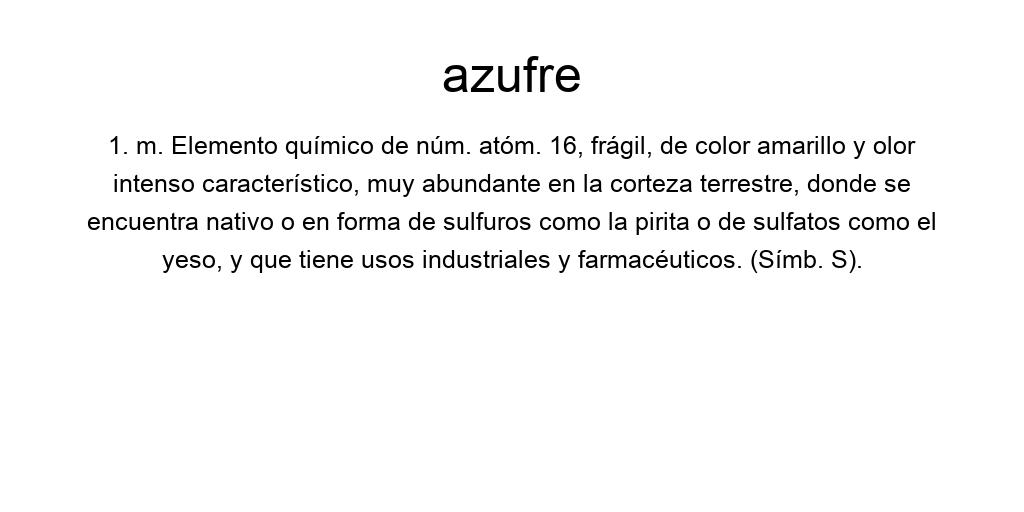 azufre
1. m. Elemento químico de núm. atóm. 16, frágil, de color amarillo y olor
intenso característico, muy abundante en la corteza terrestre, donde se
encuentra nativo o en forma de sulfuros como la pirita o de sulfatos como el
yeso, y que tiene usos industriales y farmacéuticos. (Símb. S).